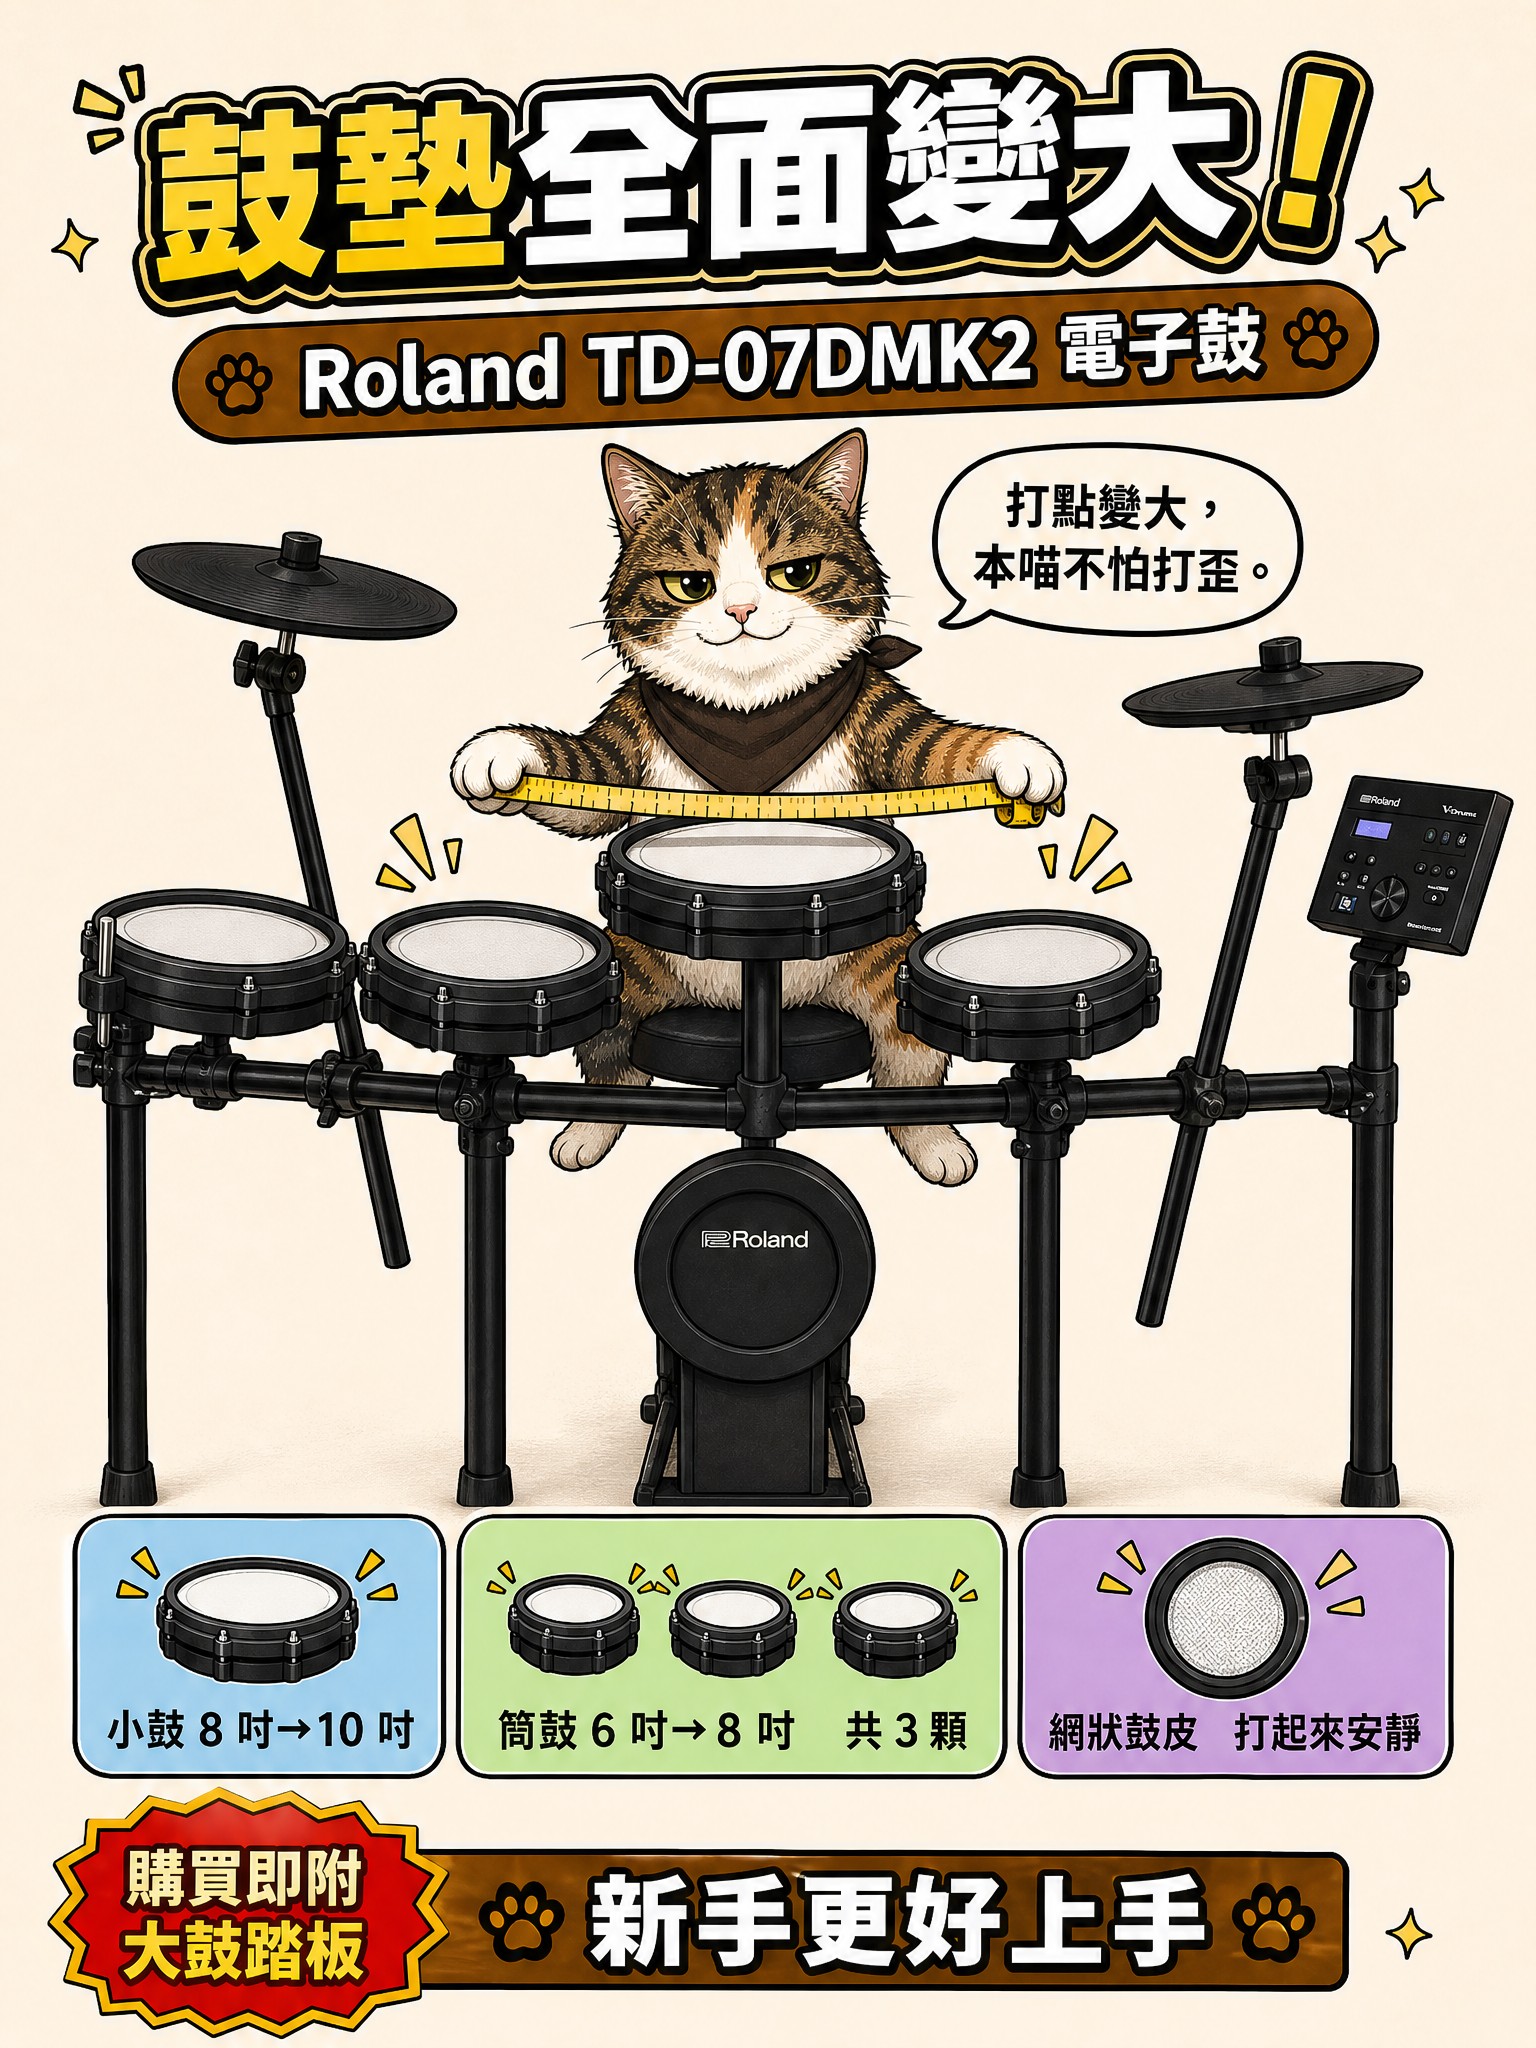 鼓墊全面變大！
Roland TD-07DMK2 電子鼓
打點變大，
本喵不怕打歪。
Roland V-Drums
Roland
小鼓 8 吋→10 吋
筒鼓 6 吋→8 吋　共 3 顆
網狀鼓皮　打起來安靜
購買即附
大鼓踏板
新手更好上手